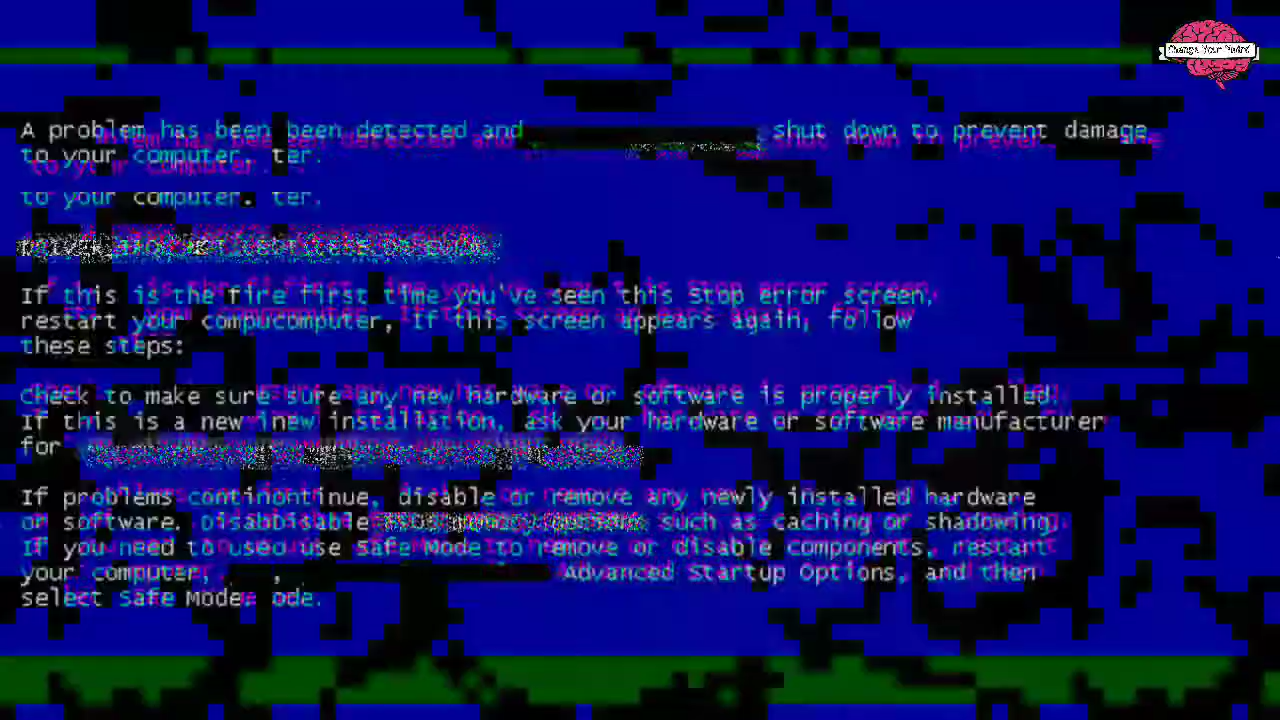 Change Your Mind
A problem has been been detected and shut down to prevent damage
to your computer. ter.
to your computer. ter.
If this is the fire first time you've seen this Stop error screen,
restart your compucomputer, If this screen appears again, follow
these steps:
Check to make sure sure any new hardware or software is properly installed.
If this is a new inew installation, ask your hardware or software manufacturer
for
If problems continontinue, disable or remove any newly installed hardware
or software. Disabbisable such as caching or shadowing.
If you need to used use Safe Mode to remove or disable components, restart
your computer, , Advanced Startup Options, and then
select Safe Mode. ode.